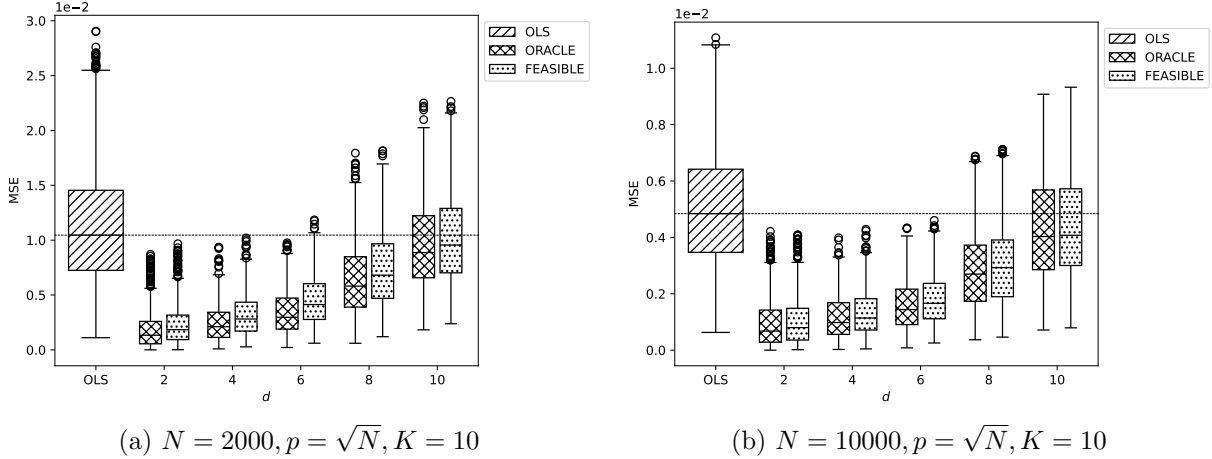 1e−2
3.0
2.5
2.0
1.5
1.0
0.5
0.0
MSE
OLS 2 4 6 8 10
d
OLS
ORACLE
FEASIBLE
(a) N = 2000, p = √N, K = 10
1e−2
1.0
0.8
0.6
0.4
0.2
0.0
MSE
OLS 2 4 6 8 10
d
OLS
ORACLE
FEASIBLE
(b) N = 10000, p = √N, K = 10